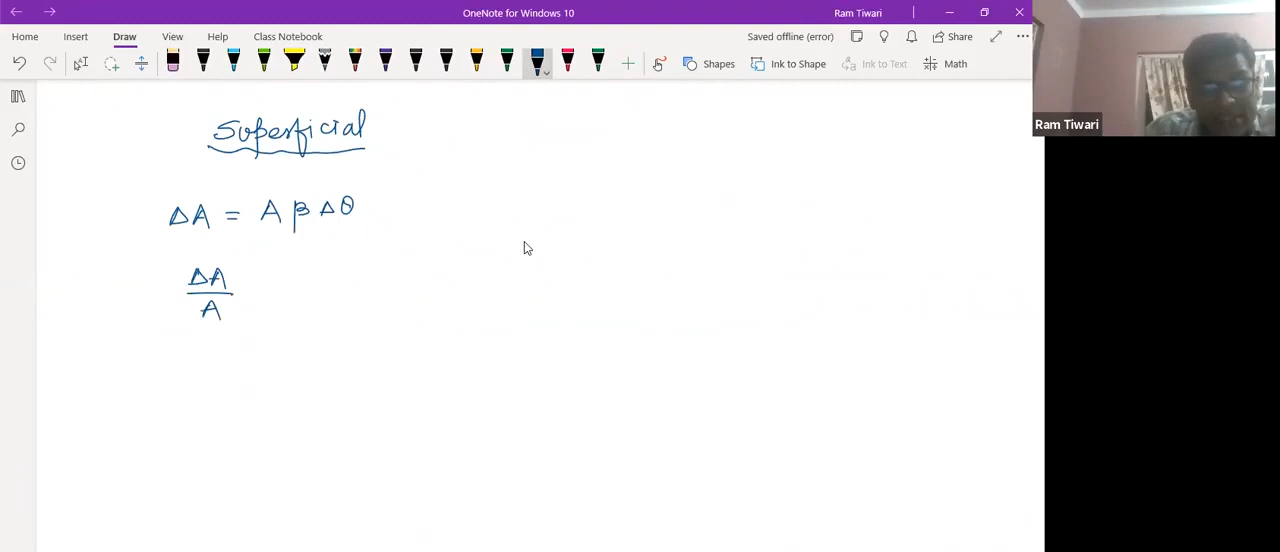 OneNote for Windows 10
Ram Tiwari
Home Insert Draw View Help Class Notebook
Saved offline (error)
Share
Shapes
Ink to Shape
Ink to Text
Math
Ram Tiwari
Superficial
ΔA = A β Δθ
ΔA
A